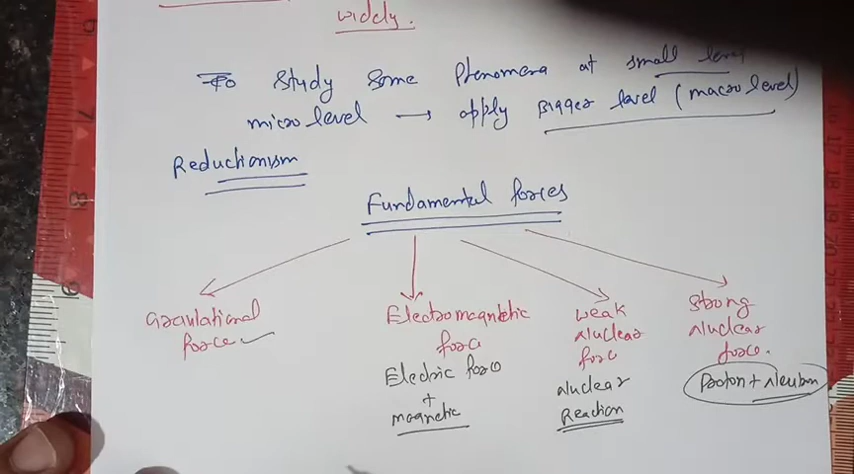 widely.
To study some Phenomena at small level
micro level → apply Bigger level (macro level)
Reductionism
Fundamental forces
Gravitational
force
Electromagnetic
force
Electric force
+
magnetic
weak
Nuclear
force
nuclear
Reaction
strong
Nuclear
force.
Proton + Neutron